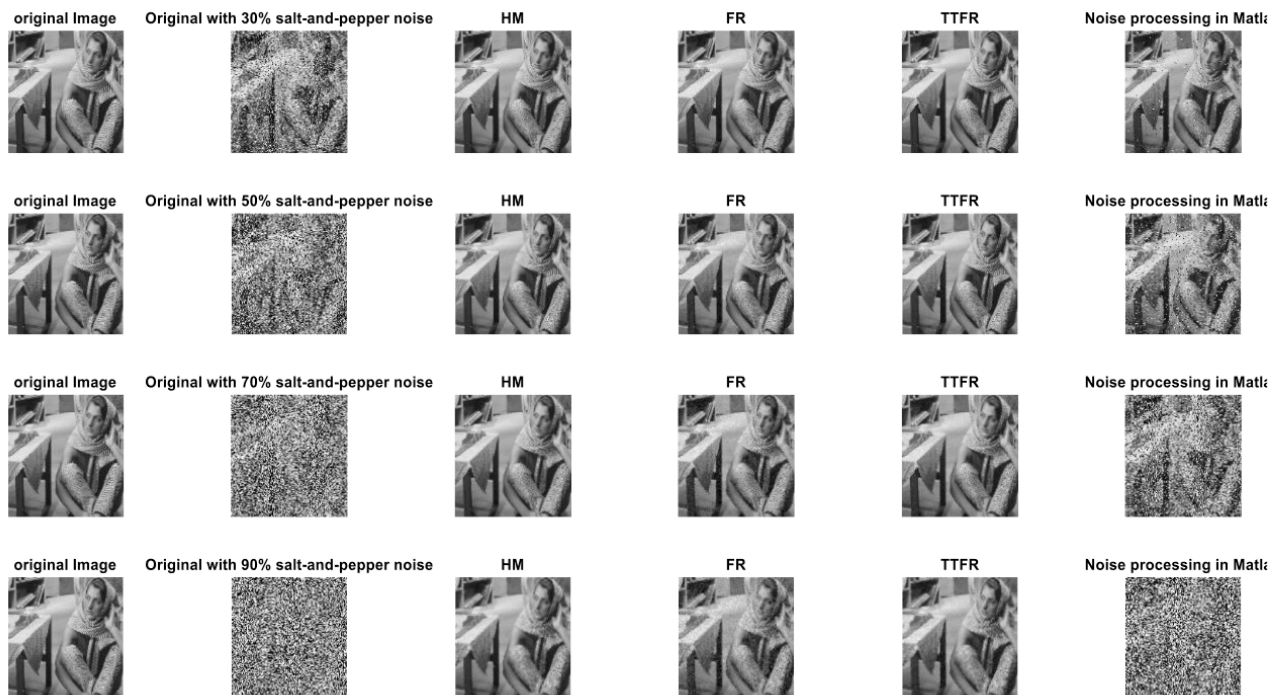 original Image Original with 30% salt-and-pepper noise HM FR TTFR Noise processing in Matla
original Image Original with 50% salt-and-pepper noise HM FR TTFR Noise processing in Matla
original Image Original with 70% salt-and-pepper noise HM FR TTFR Noise processing in Matla
original Image Original with 90% salt-and-pepper noise HM FR TTFR Noise processing in Matla